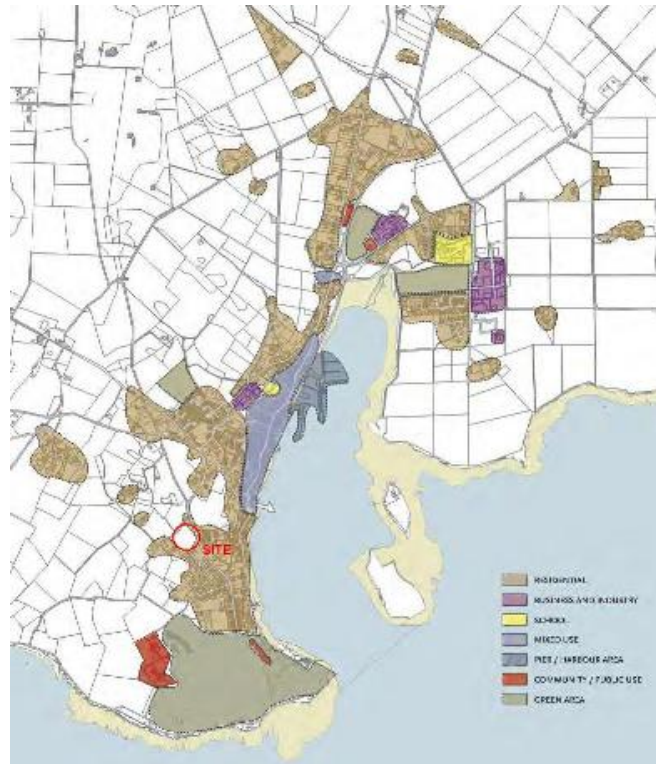 SITE
RESIDENTIAL
BUSINESS AND INDUSTRY
SCHOOL
MIXED USE
PIER / HARBOUR AREA
COMMUNITY / PUBLIC USE
GREEN AREA